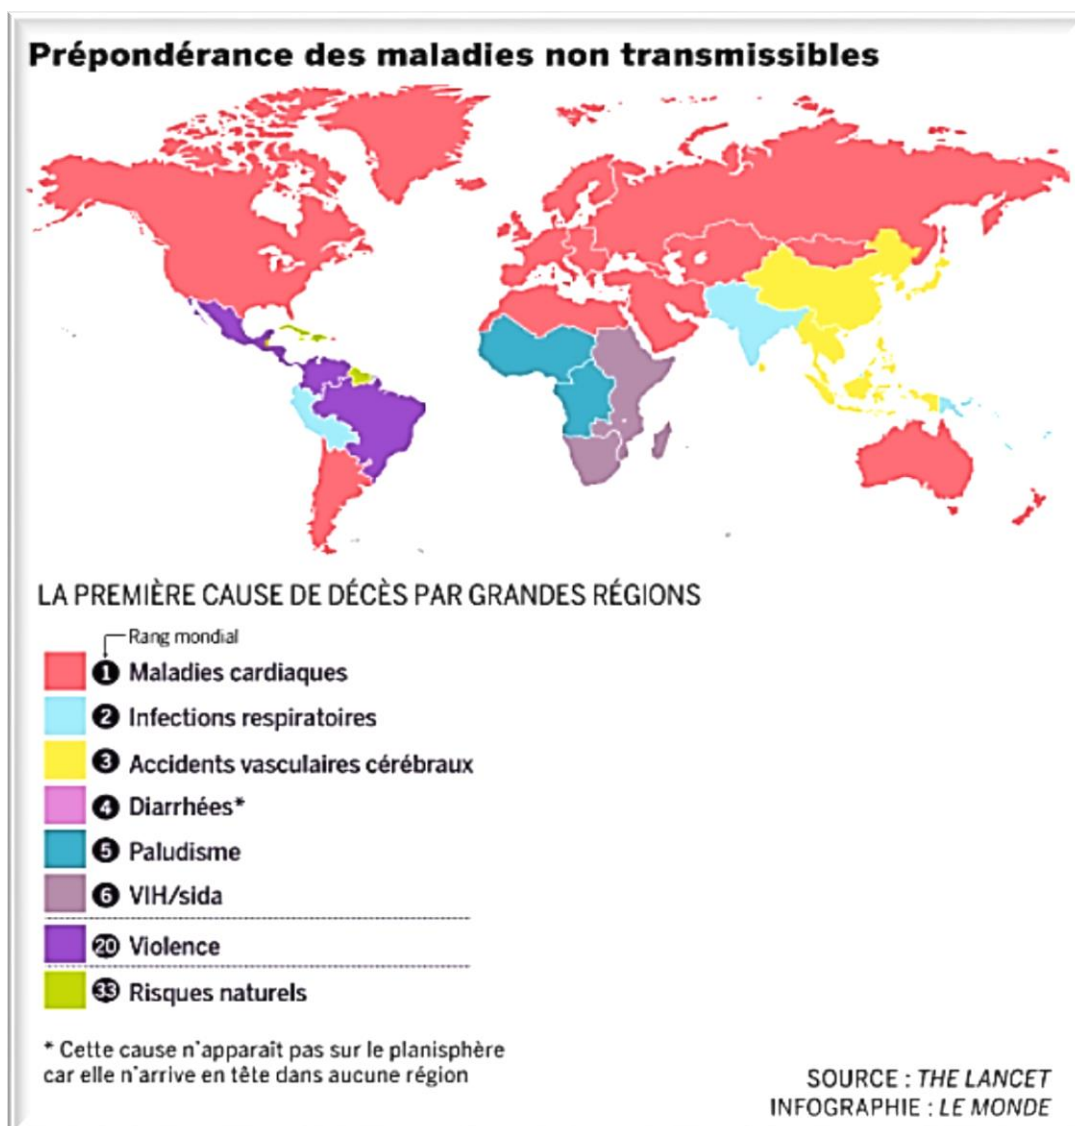 Prépondérance des maladies non transmissibles
LA PREMIÈRE CAUSE DE DÉCÈS PAR GRANDES RÉGIONS
Rang mondial
1 Maladies cardiaques
2 Infections respiratoires
3 Accidents vasculaires cérébraux
4 Diarrhées*
5 Paludisme
6 VIH/sida
20 Violence
33 Risques naturels
* Cette cause n'apparaît pas sur le planisphère
car elle n'arrive en tête dans aucune région
SOURCE : THE LANCET
INFOGRAPHIE : LE MONDE